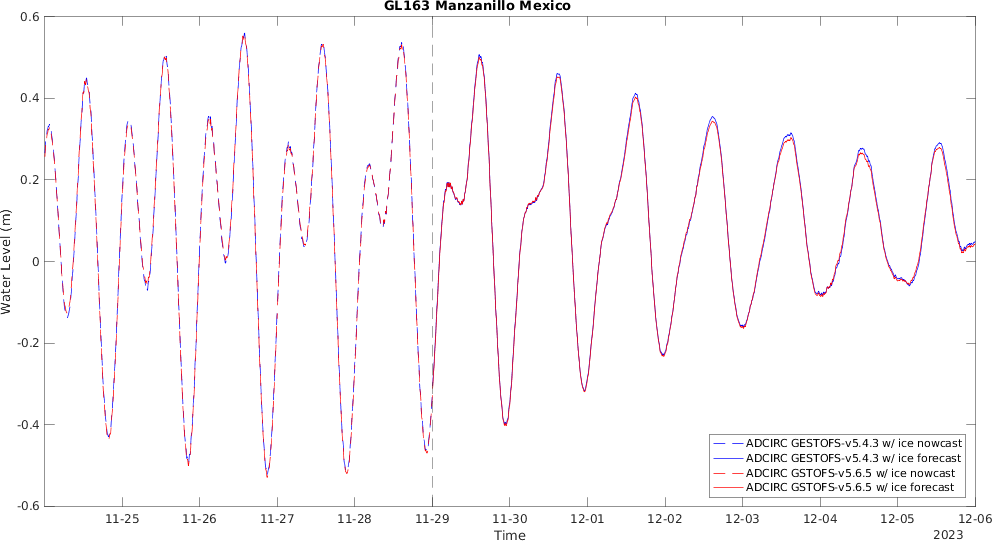 GL163 Manzanillo Mexico
0.6
0.4
0.2
0
-0.2
-0.4
-0.6
Water Level (m)
ADCIRC GESTOFS-v5.4.3 w/ ice nowcast
ADCIRC GESTOFS-v5.4.3 w/ ice forecast
ADCIRC GSTOFS-v5.6.5 w/ ice nowcast
ADCIRC GSTOFS-v5.6.5 w/ ice forecast
11-25 11-26 11-27 11-28 11-29 11-30 12-01 12-02 12-03 12-04 12-05 12-06
Time
2023